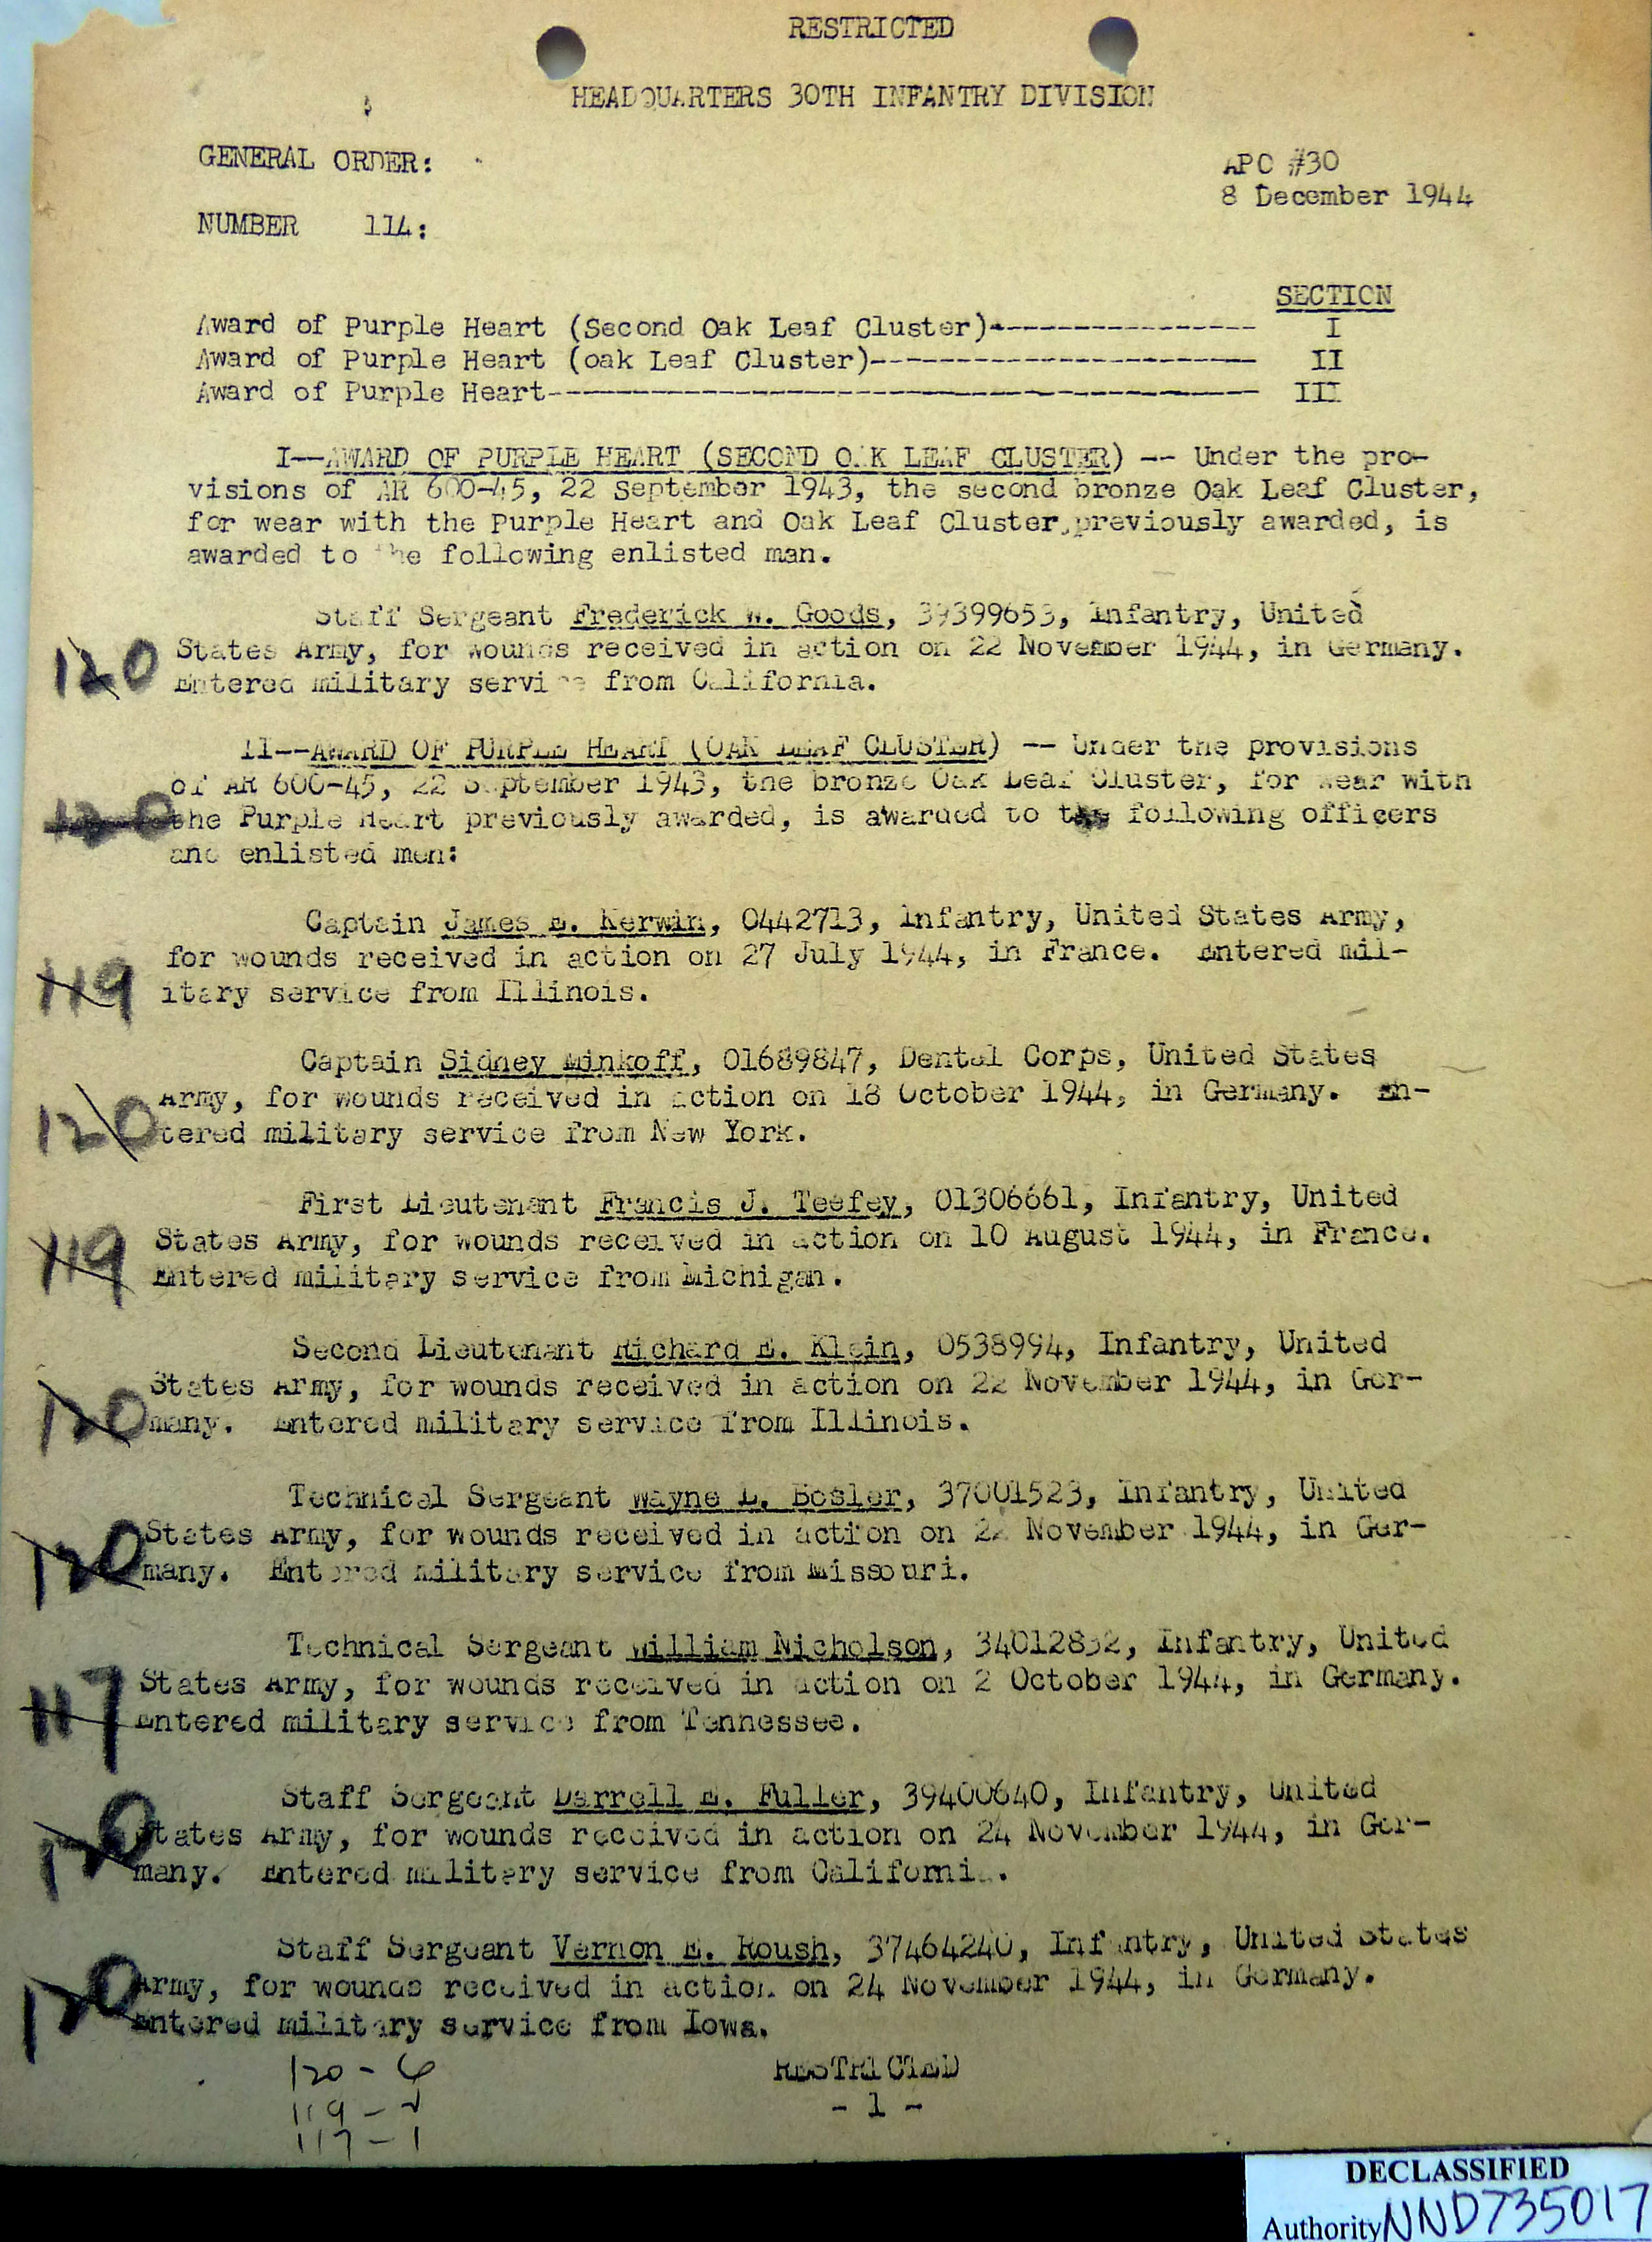 RESTRICTED
HEADQUARTERS 30TH INFANTRY DIVISION
GENERAL ORDER:
APO #30
8 December 1944
NUMBER 114:
SECTION
Award of Purple Heart (Second Oak Leaf Cluster)---------------- I
Award of Purple Heart (oak Leaf Cluster)----------------------- II
Award of Purple Heart------------------------------------------ III
I--AWARD OF PURPLE HEART (SECOND OAK LEAF CLUSTER) -- Under the pro-
visions of AR 600-45, 22 September 1943, the second bronze Oak Leaf Cluster,
for wear with the Purple Heart and Oak Leaf Cluster, previously awarded, is
awarded to the following enlisted man.
Staff Sergeant Frederick W. Goods, 39399653, Infantry, United
120 States Army, for wounds received in action on 22 November 1944, in Germany.
Entered military service from California.
II--AWARD OF PURPLE HEART (OAK LEAF CLUSTER) -- Under the provisions
of AR 600-45, 22 September 1943, the bronze Oak Leaf Cluster, for wear with
the Purple Heart previously awarded, is awarded to the following officers
and enlisted men:
Captain James E. Kerwin, O442713, Infantry, United States Army,
for wounds received in action on 27 July 1944, in France. Entered mil-
119 itary service from Illinois.
Captain Sidney Minkoff, O1689847, Dental Corps, United States
Army, for wounds received in action on 18 October 1944, in Germany. En-
120 tered military service from New York.
First Lieutenant Francis J. Teefey, O1306661, Infantry, United
119 States Army, for wounds received in action on 10 August 1944, in France.
Entered military service from Michigan.
Second Lieutenant Richard E. Klein, O538994, Infantry, United
States Army, for wounds received in action on 22 November 1944, in Ger-
120 many. Entered military service from Illinois.
Technical Sergeant Wayne L. Bosler, 37001523, Infantry, United
States Army, for wounds received in action on 22 November 1944, in Ger-
120 many. Entered military service from Missouri.
Technical Sergeant William Nicholson, Infantry, United
117 States Army, for wounds received in action on 2 October 1944, in Germany.
Entered military service from Tennessee.
Staff Sergeant Darrell E. Fuller, 39400640, Infantry, United
120 States Army, for wounds received in action on 24 November 1944, in Ger-
many. Entered military service from California.
Staff Sergeant Vernon E. Roush, 37464240, Infantry, United States
120 Army, for wounds received in action on 24 November 1944, in Germany.
Entered military service from Iowa.
120 - 6
119 - 2
117 - 1
RESTRICTED
- 1 -
DECLASSIFIED
Authority NND735017